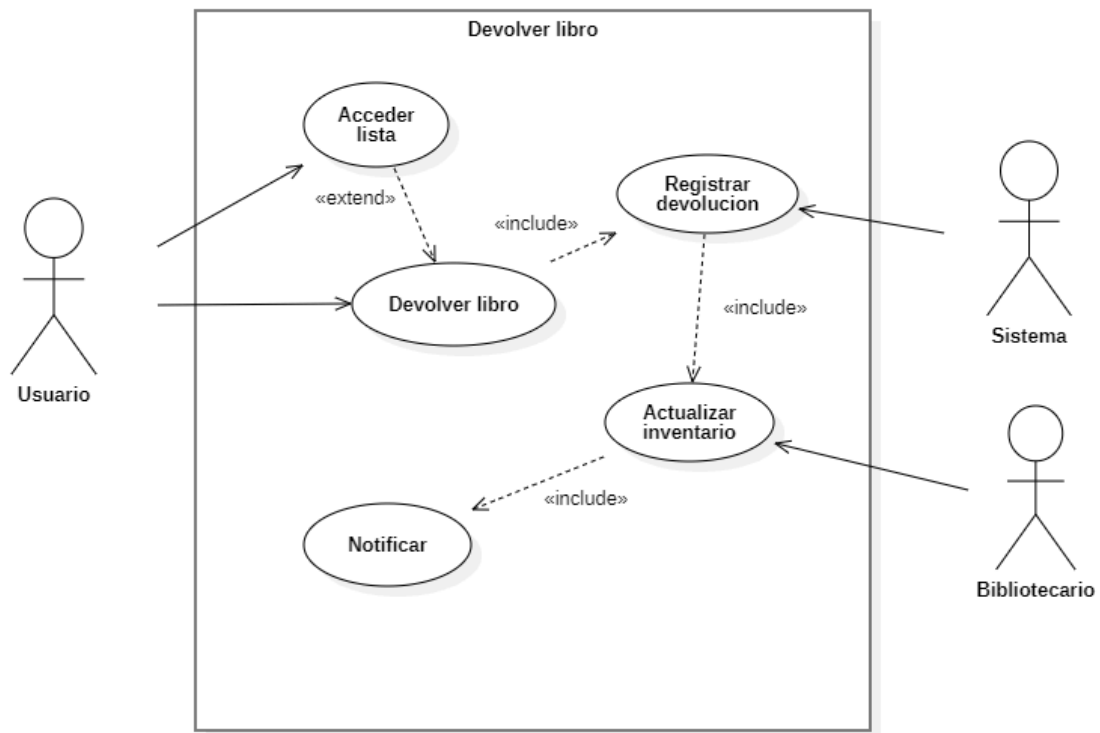 Devolver libro
Acceder
lista
«extend»
Registrar
devolucion
«include»
Devolver libro
«include»
Sistema
Usuario
Actualizar
inventario
«include»
Notificar
Bibliotecario